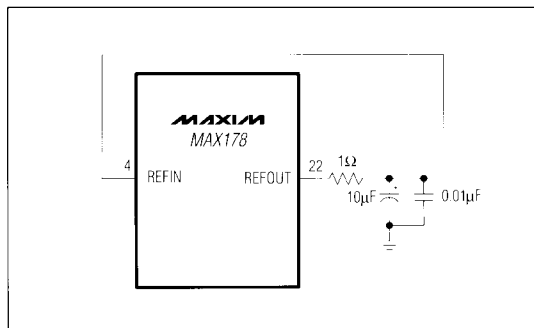 MAXIM
MAX178
4 REFIN REFOUT 22 1Ω
10µF + 0.01µF